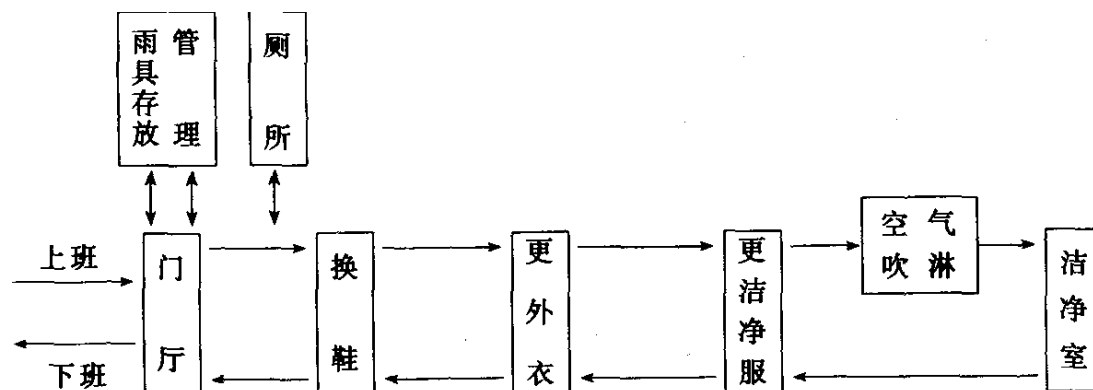 雨具存放
管理
厕所
上班
下班
门厅
换鞋
更外衣
更洁净服
空气
吹淋
洁净室